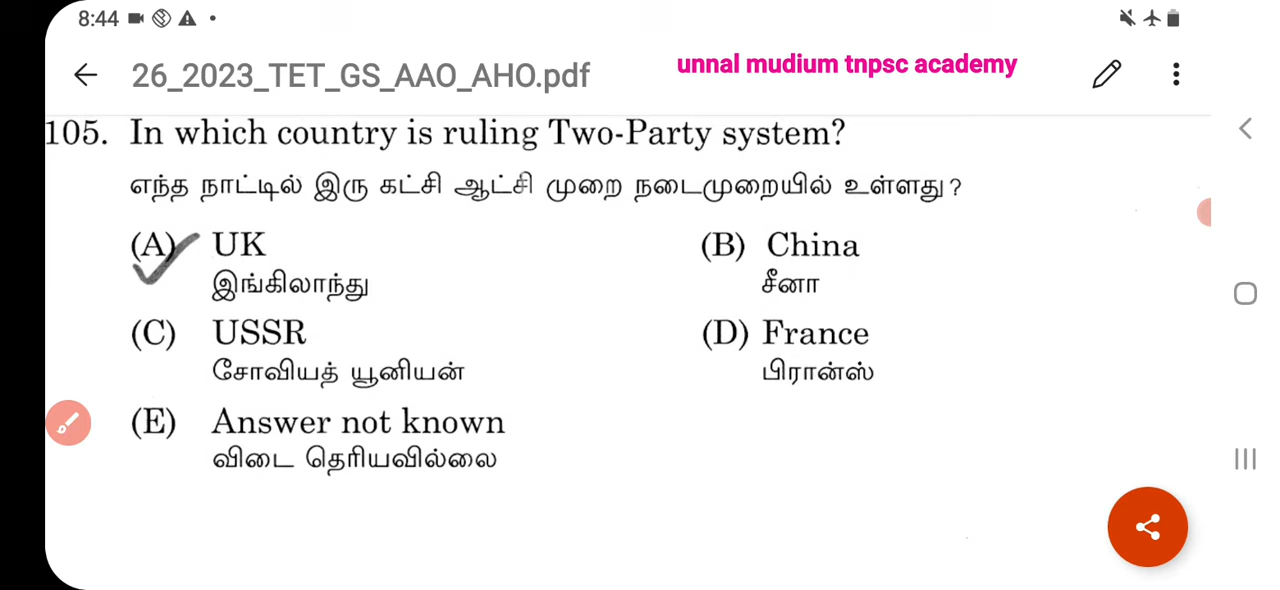 8:44
26_2023_TET_GS_AAO_AHO.pdf
unnal mudium tnpsc academy
105. In which country is ruling Two-Party system?
எந்த நாட்டில் இரு கட்சி ஆட்சி முறை நடைமுறையில் உள்ளது?
(A) UK (B) China
இங்கிலாந்து சீனா
(C) USSR (D) France
சோவியத் யூனியன் பிரான்ஸ்
(E) Answer not known
விடை தெரியவில்லை